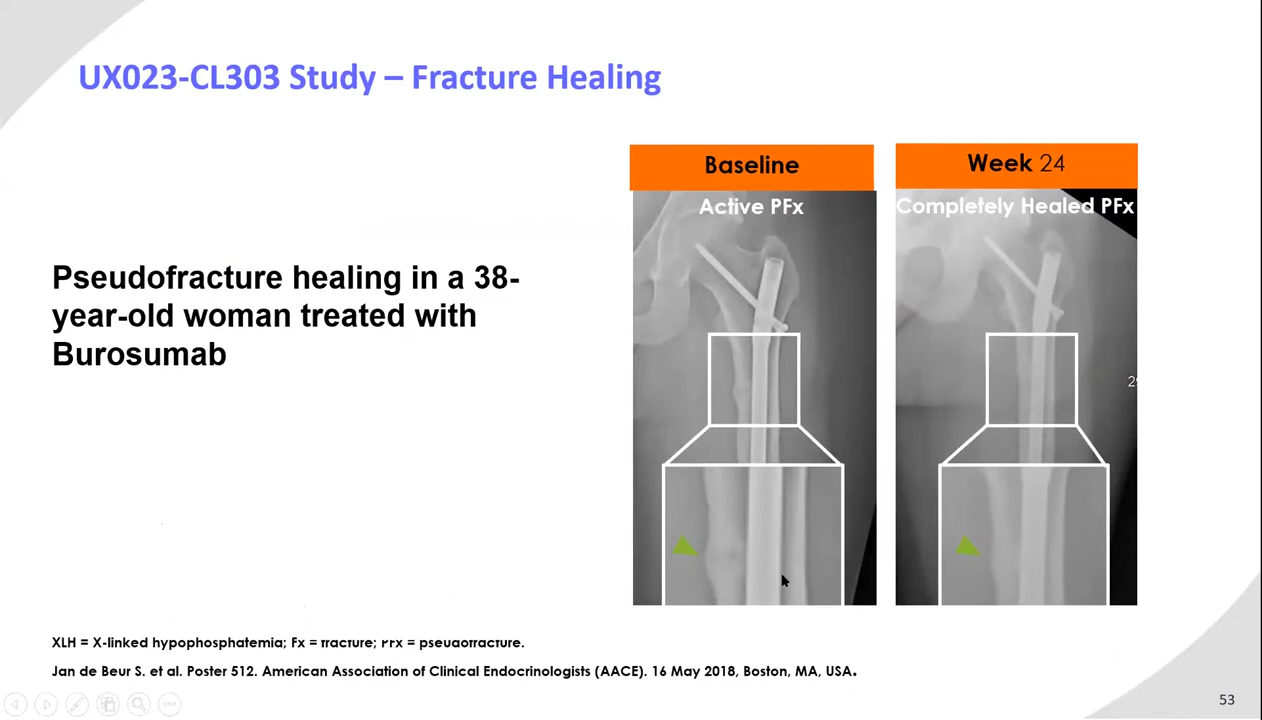 UX023-CL303 Study – Fracture Healing
Baseline
Week 24
Active PFx
Completely Healed PFx
Pseudofracture healing in a 38-
year-old woman treated with
Burosumab
29
XLH = X-linked hypophosphatemia; Fx = fracture; PFx = pseudofracture.
Jan de Beur S. et al. Poster 512. American Association of Clinical Endocrinologists (AACE). 16 May 2018, Boston, MA, USA.
53